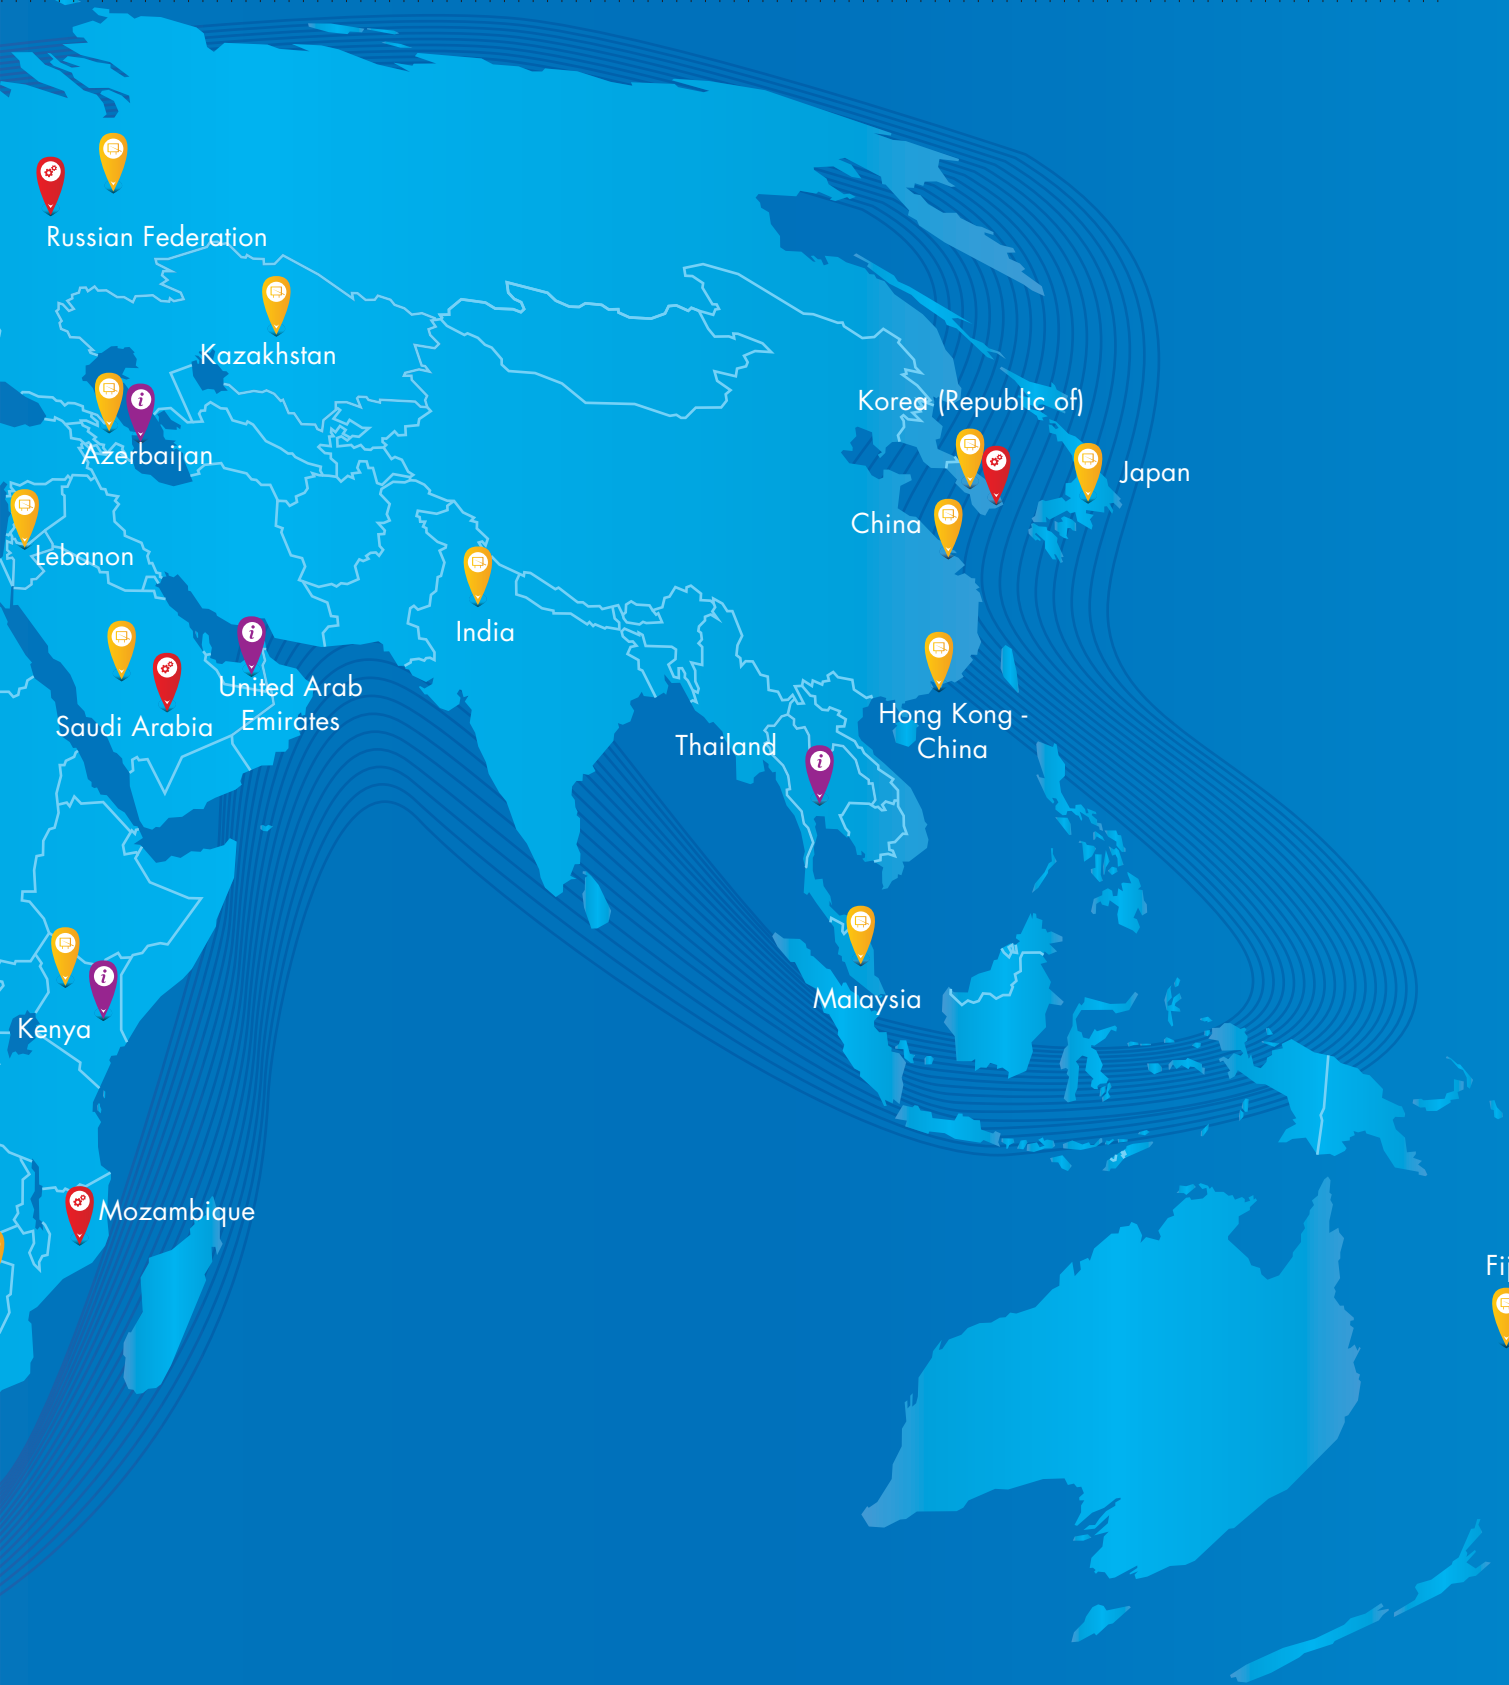 Russian Federation
Kazakhstan
Korea (Republic of)
Azerbaijan
Japan
China
Lebanon
India
United Arab
Emirates
Saudi Arabia
Hong Kong -
China
Thailand
Malaysia
Kenya
Mozambique